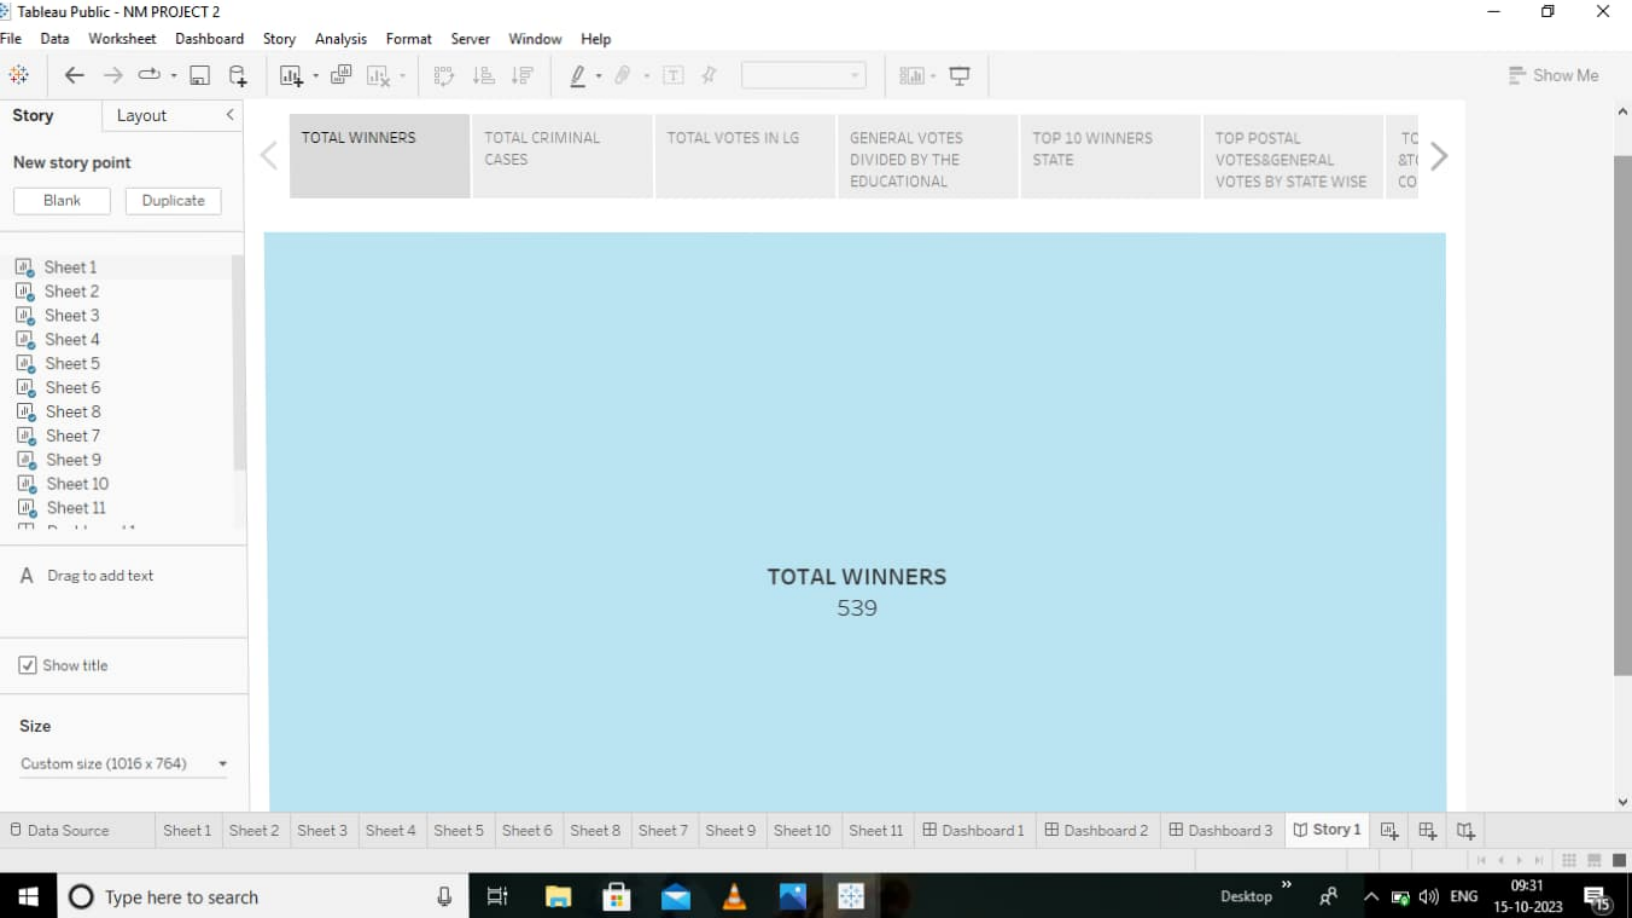 Tableau Public - NM PROJECT 2
File Data Worksheet Dashboard Story Analysis Format Server Window Help
Show Me
Story Layout
New story point
Blank Duplicate
Sheet 1
Sheet 2
Sheet 3
Sheet 4
Sheet 5
Sheet 6
Sheet 8
Sheet 7
Sheet 9
Sheet 10
Sheet 11
A Drag to add text
Show title
Size
Custom size (1016 x 764)
TOTAL WINNERS
TOTAL CRIMINAL
CASES
TOTAL VOTES IN LG
GENERAL VOTES
DIVIDED BY THE
EDUCATIONAL
TOP 10 WINNERS
STATE
TOP POSTAL
VOTES&GENERAL
VOTES BY STATE WISE
TOTAL WINNERS
539
Data Source Sheet 1 Sheet 2 Sheet 3 Sheet 4 Sheet 5 Sheet 6 Sheet 8 Sheet 7 Sheet 9 Sheet 10 Sheet 11 Dashboard 1 Dashboard 2 Dashboard 3 Story 1
Type here to search
Desktop
ENG
09:31
15-10-2023
15